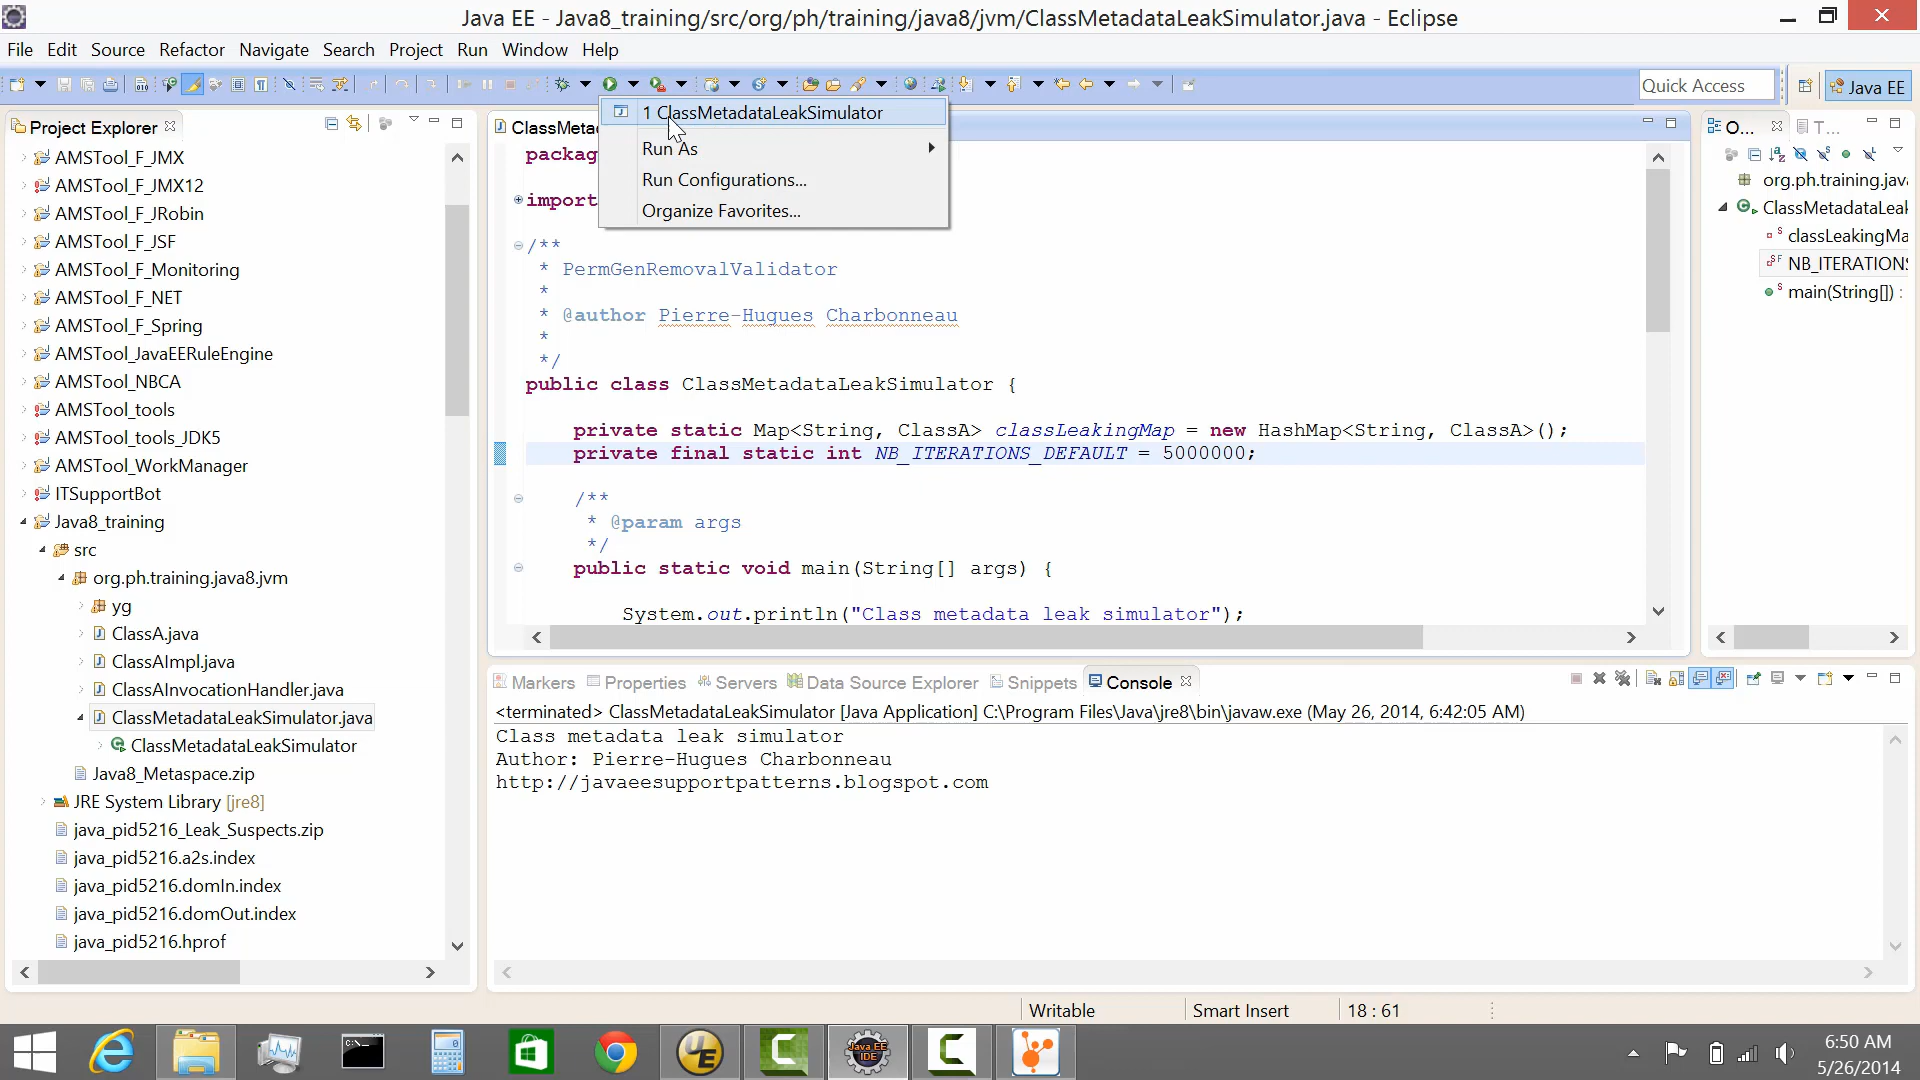 Java EE - Java8_training/src/org/ph/training/java8/jvm/ClassMetadataLeakSimulator.java - Eclipse
File Edit Source Refactor Navigate Search Project Run Window Help
Quick Access
Java EE
1 ClassMetadataLeakSimulator
Run As
Run Configurations...
Organize Favorites...
Project Explorer
AMSTool_F_JMX
AMSTool_F_JMX12
AMSTool_F_JRobin
AMSTool_F_JSF
AMSTool_F_Monitoring
AMSTool_F_NET
AMSTool_F_Spring
AMSTool_JavaEERuleEngine
AMSTool_NBCA
AMSTool_tools
AMSTool_tools_JDK5
AMSTool_WorkManager
ITSupportBot
Java8_training
src
org.ph.training.java8.jvm
yg
ClassA.java
ClassAImpl.java
ClassAInvocationHandler.java
ClassMetadataLeakSimulator.java
ClassMetadataLeakSimulator
Java8_Metaspace.zip
JRE System Library [jre8]
java_pid5216_Leak_Suspects.zip
java_pid5216.a2s.index
java_pid5216.domIn.index
java_pid5216.domOut.index
java_pid5216.hprof
ClassMeta
packag
import
/**
* PermGenRemovalValidator
*
* @author Pierre-Hugues Charbonneau
*
*/
public class ClassMetadataLeakSimulator {
private static Map<String, ClassA> classLeakingMap = new HashMap<String, ClassA>();
private final static int NB_ITERATIONS_DEFAULT = 5000000;
/**
* @param args
*/
public static void main(String[] args) {
System.out.println("Class metadata leak simulator");
O... T...
org.ph.training.java
ClassMetadataLeak
classLeakingMa
NB_ITERATIONS
main(String[]) :
Markers Properties Servers Data Source Explorer Snippets Console
<terminated> ClassMetadataLeakSimulator [Java Application] C:\Program Files\Java\jre8\bin\javaw.exe (May 26, 2014, 6:42:05 AM)
Class metadata leak simulator
Author: Pierre-Hugues Charbonneau
http://javaeesupportpatterns.blogspot.com
Writable Smart Insert 18 : 61
6:50 AM
5/26/2014